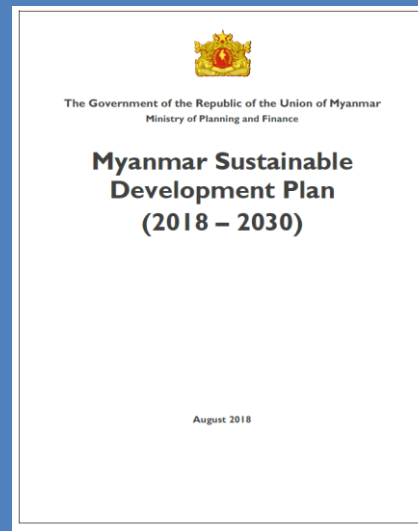 The Government of the Republic of the Union of Myanmar
Ministry of Planning and Finance
Myanmar Sustainable
Development Plan
(2018 – 2030)
August 2018